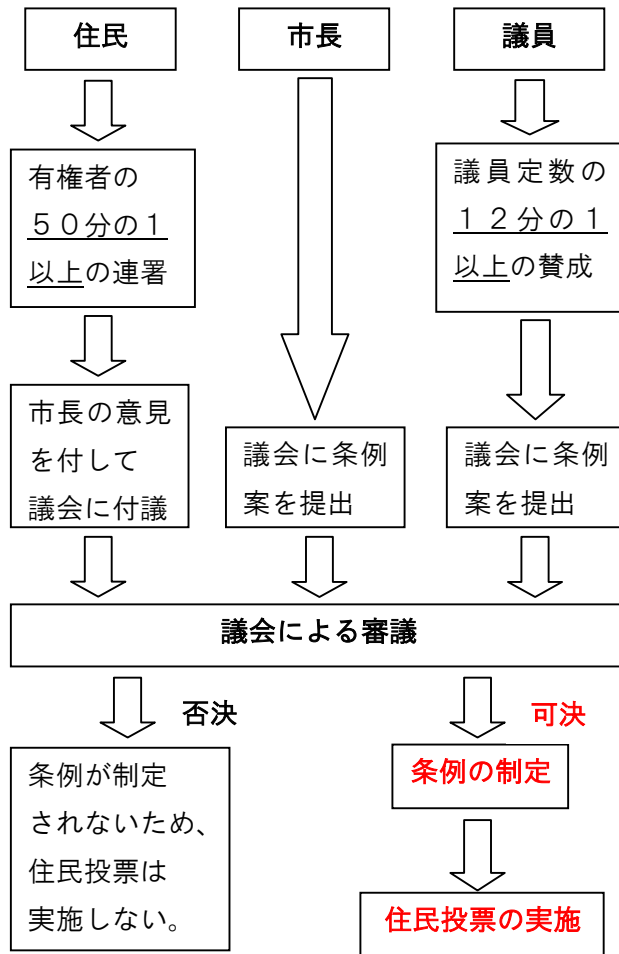 住民
市長
議員
有権者の
５０分の１
以上の連署
議員定数の
１２分の１
以上の賛成
市長の意見
を付して
議会に付議
議会に条例
案を提出
議会に条例
案を提出
議会による審議
否決
可決
条例が制定
されないため、
住民投票は
実施しない。
条例の制定
住民投票の実施